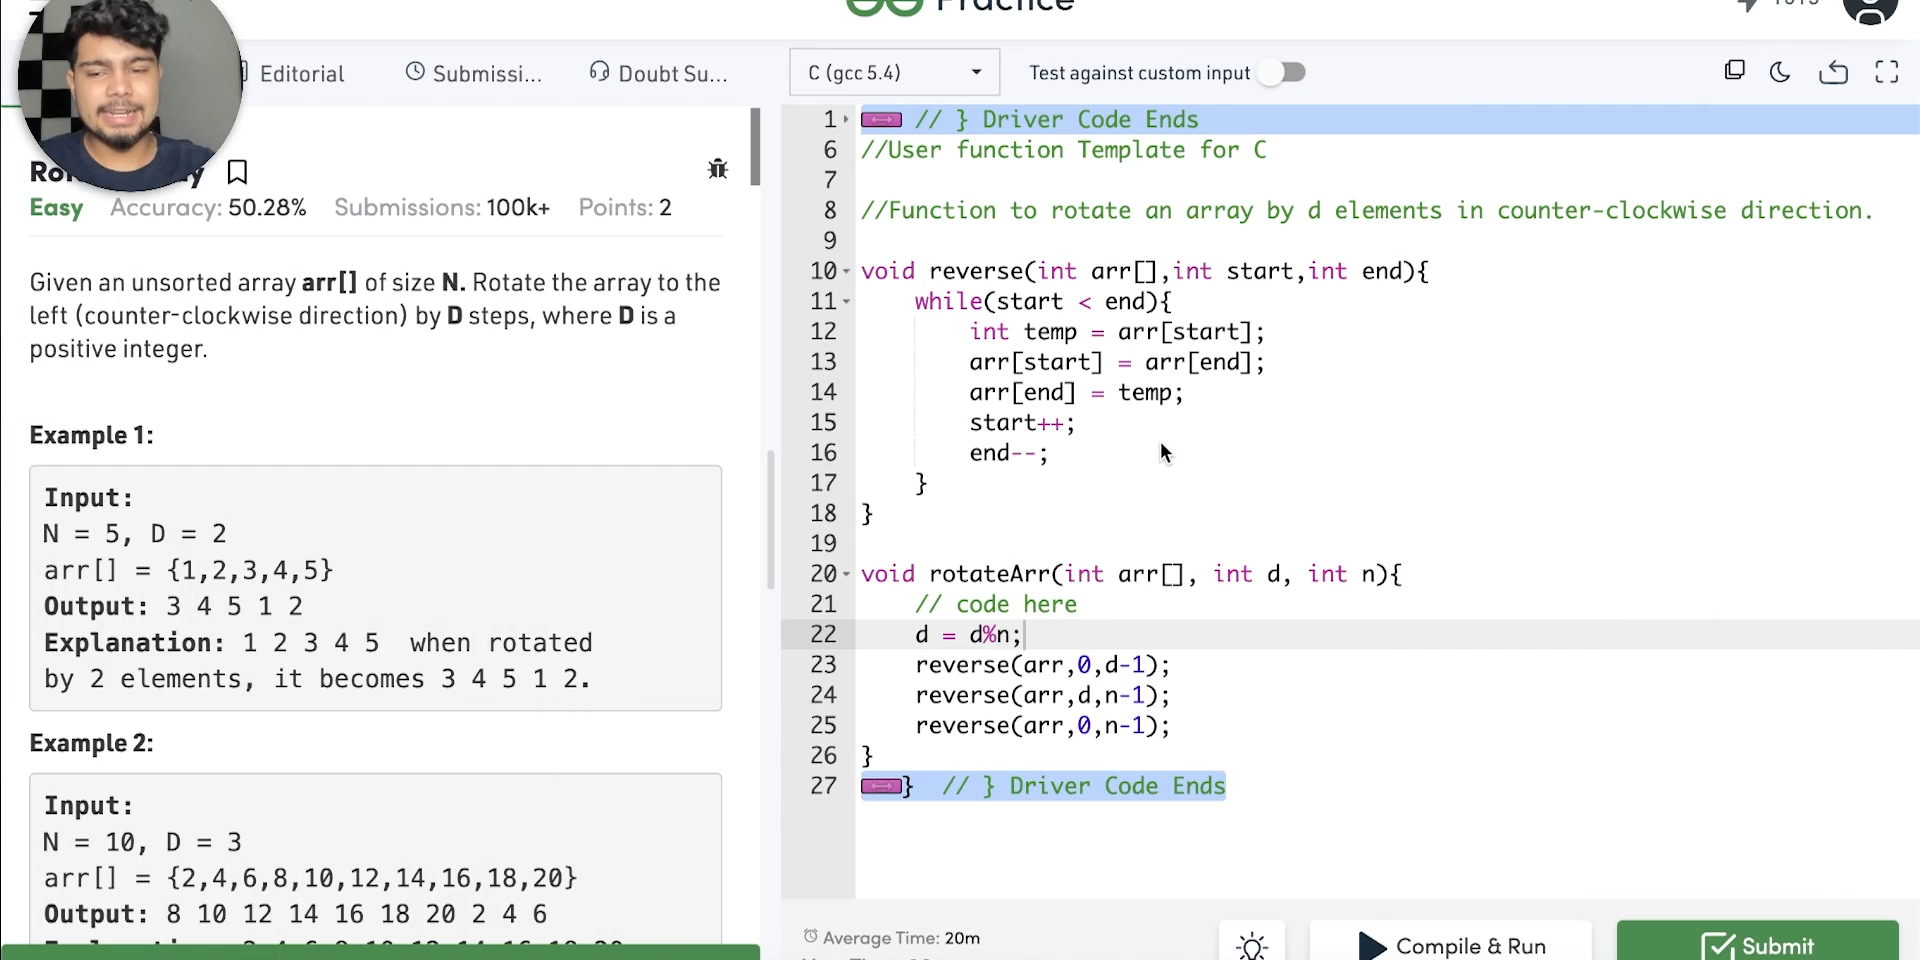 Practice
Editorial
Submissi...
Doubt Su...
C (gcc 5.4)
Test against custom input
Easy Accuracy: 50.28% Submissions: 100k+ Points: 2
Given an unsorted array arr[] of size N. Rotate the array to the
left (counter-clockwise direction) by D steps, where D is a
positive integer.
Example 1:
Input:
N = 5, D = 2
arr[] = {1,2,3,4,5}
Output: 3 4 5 1 2
Explanation: 1 2 3 4 5  when rotated
by 2 elements, it becomes 3 4 5 1 2.
Example 2:
Input:
N = 10, D = 3
arr[] = {2,4,6,8,10,12,14,16,18,20}
Output: 8 10 12 14 16 18 20 2 4 6
1 // } Driver Code Ends
6 //User function Template for C
7
8 //Function to rotate an array by d elements in counter-clockwise direction.
9
10 void reverse(int arr[],int start,int end){
11     while(start < end){
12         int temp = arr[start];
13         arr[start] = arr[end];
14         arr[end] = temp;
15         start++;
16         end--;
17     }
18 }
19
20 void rotateArr(int arr[], int d, int n){
21     // code here
22     d = d%n;
23     reverse(arr,0,d-1);
24     reverse(arr,d,n-1);
25     reverse(arr,0,n-1);
26 }
27 }  // } Driver Code Ends
Average Time: 20m
Compile & Run
Submit